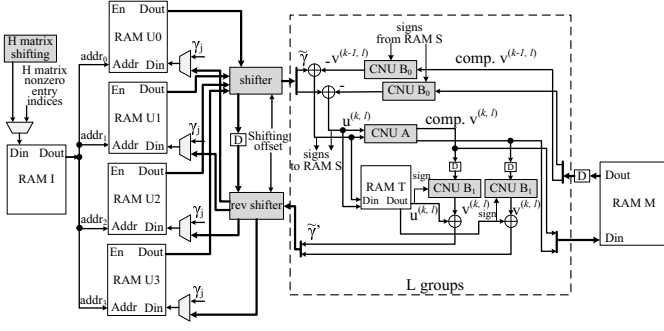 H matrix
shifting
H matrix
nonzero
entry
indices
Din Dout
RAM I
addr₀
addr₁
addr₂
addr₃
En Dout
RAM U0
Addr Din
γj
En Dout
RAM U1
Addr Din
γj
En Dout
RAM U2
Addr Din
γj
En Dout
RAM U3
Addr Din
γj
shifter
D
Shifting
offset
rev shifter
signs
from RAM S
γ̃
-v^(k-1, l)
CNU B₀
comp. v^(k-1, l)
-
CNU B₀
u^(k, l)
CNU A
comp. v^(k, l)
signs
to RAM S
D
D
RAM T
sign
CNU B₁
CNU B₁
Din Dout
u^(k, l)
v^(k, l)
sign
v^(k, l)
γ̃'
L groups
D
Dout
RAM M
Din